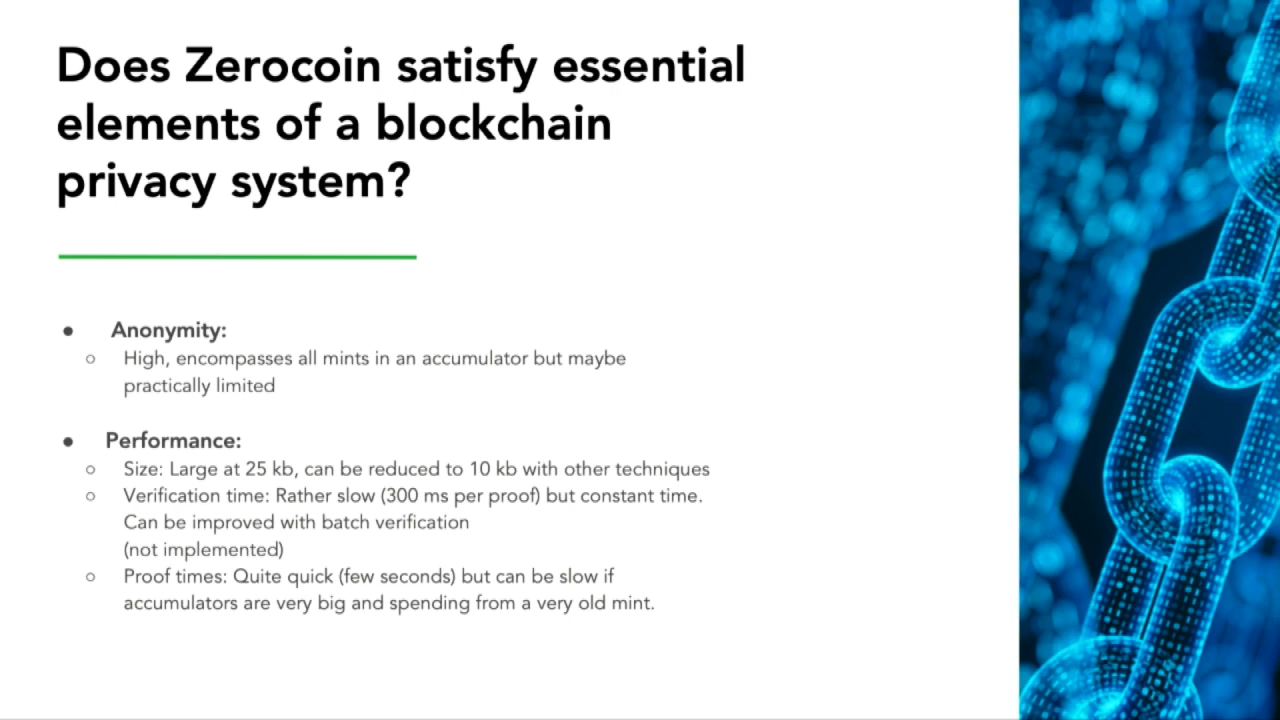 Does Zerocoin satisfy essential
elements of a blockchain
privacy system?
● Anonymity:
○ High, encompasses all mints in an accumulator but maybe
practically limited
● Performance:
○ Size: Large at 25 kb, can be reduced to 10 kb with other techniques
○ Verification time: Rather slow (300 ms per proof) but constant time.
Can be improved with batch verification
(not implemented)
○ Proof times: Quite quick (few seconds) but can be slow if
accumulators are very big and spending from a very old mint.